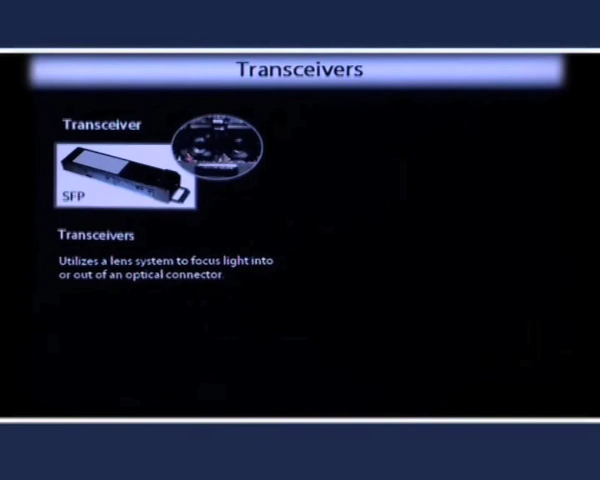 Transceivers
Transceiver
SFP
Transceivers
Utilizes a lens system to focus light into
or out of an optical connector.